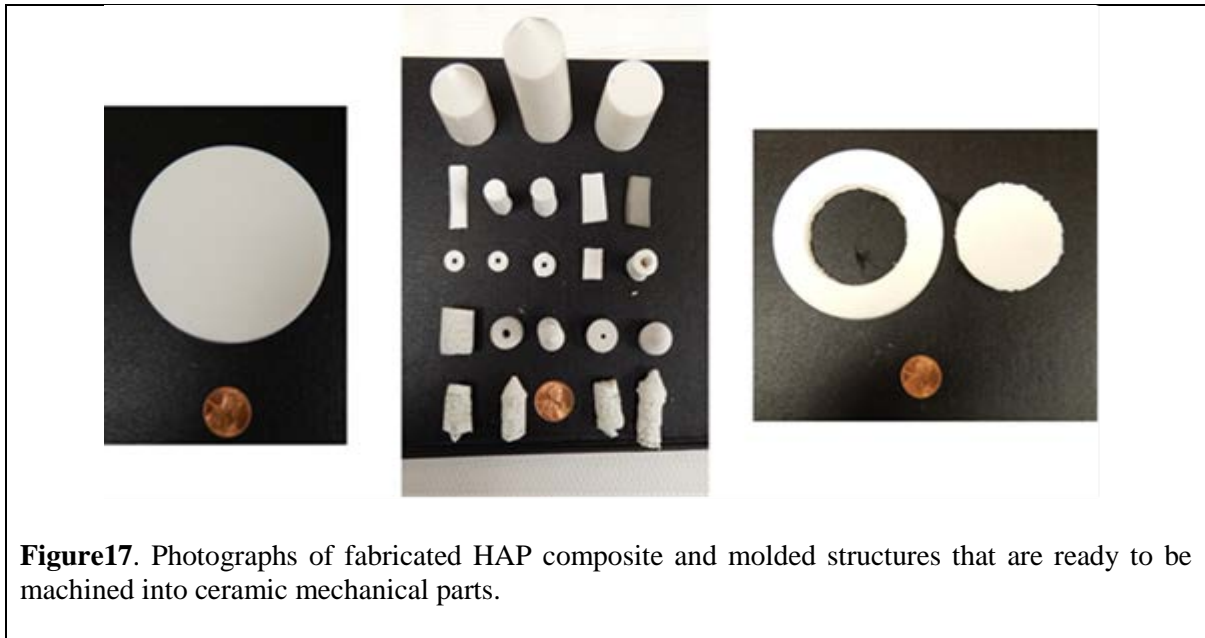 Figure17. Photographs of fabricated HAP composite and molded structures that are ready to be
machined into ceramic mechanical parts.